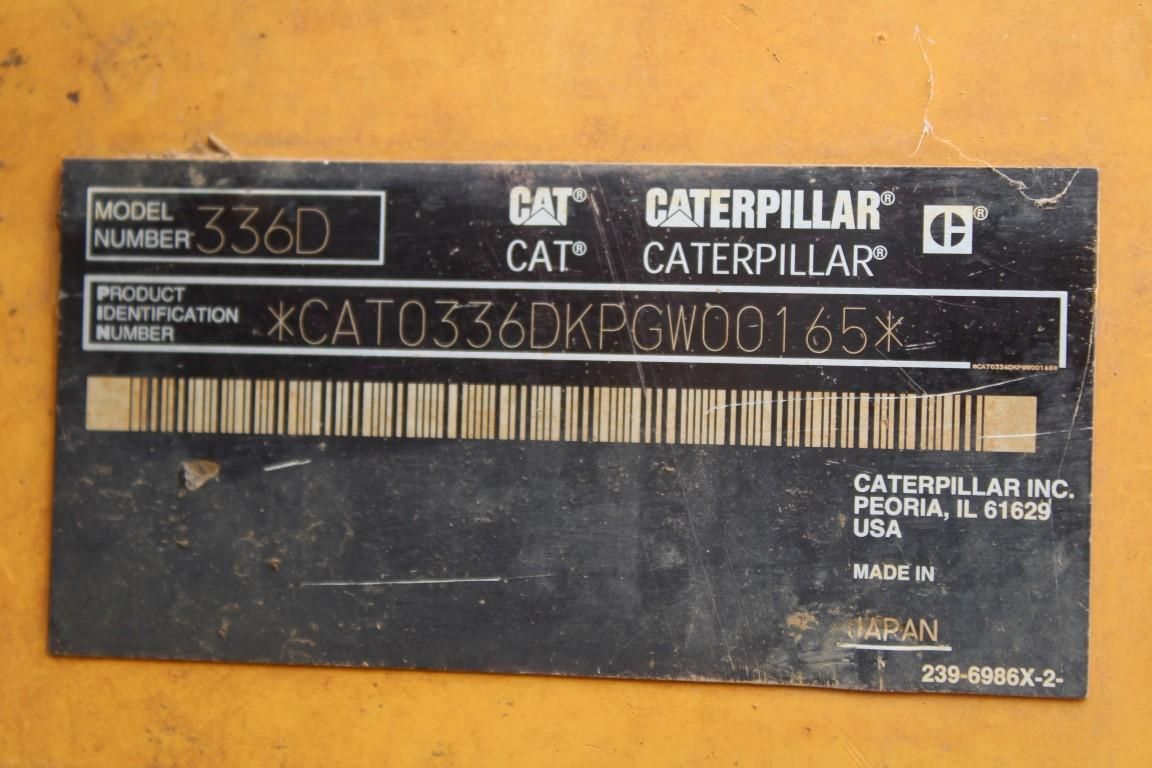 MODEL
NUMBER 336D
CAT® CATERPILLAR® C®
CAT® CATERPILLAR®
PRODUCT
IDENTIFICATION
NUMBER
*CAT0336DKPGW00165*
*CAT0336DKPGW00165*
CATERPILLAR INC.
PEORIA, IL 61629
USA
MADE IN
JAPAN
239-6986X-2-